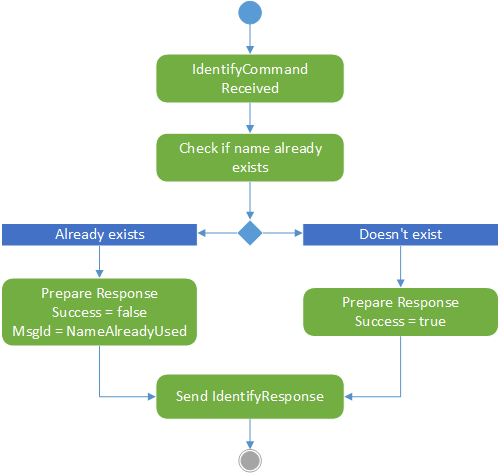 IdentifyCommand
Received
Check if name already
exists
Already exists
Doesn't exist
Prepare Response
Success = false
MsgId = NameAlreadyUsed
Prepare Response
Success = true
Send IdentifyResponse